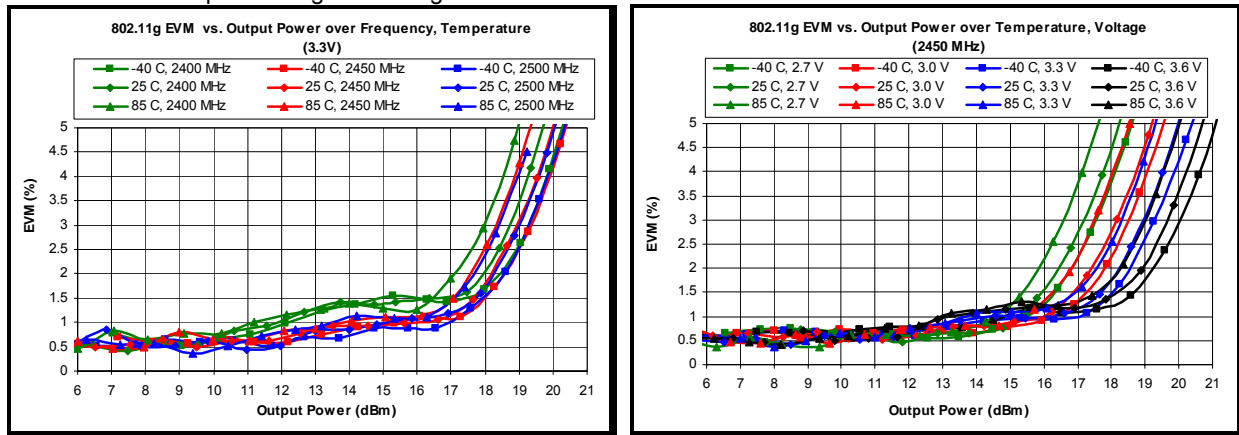 802.11g EVM vs. Output Power over Frequency, Temperature
(3.3V)
-40 C, 2400 MHz -40 C, 2450 MHz -40 C, 2500 MHz
25 C, 2400 MHz 25 C, 2450 MHz 25 C, 2500 MHz
85 C, 2400 MHz 85 C, 2450 MHz 85 C, 2500 MHz
5
4.5
4
3.5
3
2.5
2
1.5
1
0.5
0
EVM (%)
6 7 8 9 10 11 12 13 14 15 16 17 18 19 20 21
Output Power (dBm)
802.11g EVM vs. Output Power over Temperature, Voltage
(2450 MHz)
-40 C, 2.7 V -40 C, 3.0 V -40 C, 3.3 V -40 C, 3.6 V
25 C, 2.7 V 25 C, 3.0 V 25 C, 3.3 V 25 C, 3.6 V
85 C, 2.7 V 85 C, 3.0 V 85 C, 3.3 V 85 C, 3.6 V
5
4.5
4
3.5
3
2.5
2
1.5
1
0.5
0
EVM (%)
6 7 8 9 10 11 12 13 14 15 16 17 18 19 20 21
Output Power (dBm)